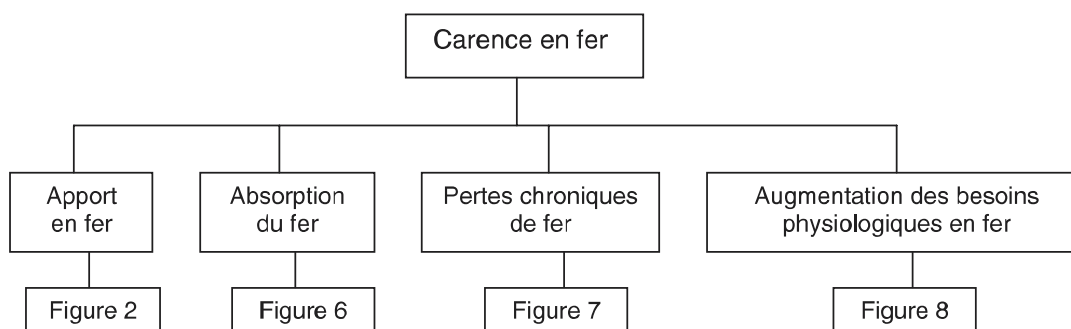 Carence en fer
Apport
en fer
Absorption
du fer
Pertes chroniques
de fer
Augmentation des besoins
physiologiques en fer
Figure 2
Figure 6
Figure 7
Figure 8